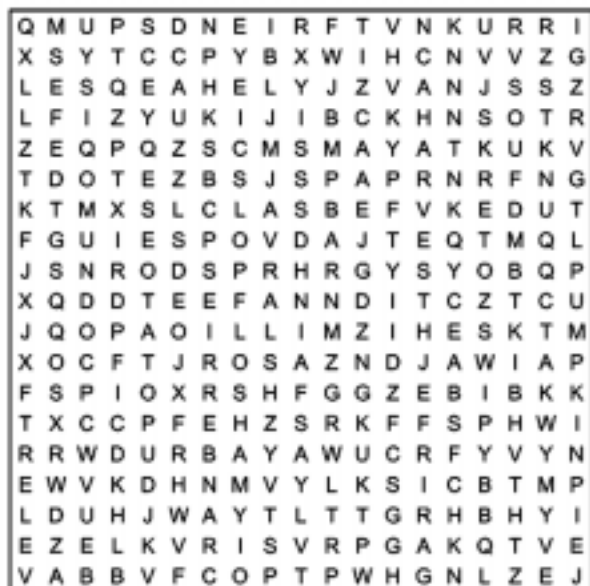 Q M U P S D N E I R F T V N K U R R I
X S Y T C C P Y B X W I H C N V V Z G
L E S Q E A H E L Y J Z V A N J S S Z
L F I Z Y U K I J I B C K H N S O T R
Z E Q P Q Z S C M S M A Y A T K U K V
T D O T E Z B S J S P A P R N R F N G
K T M X S L C L A S B E F V K E D U T
F G U I E S P O V D A J T E Q T M Q L
J S N R O D S P R H R G Y S Y O B Q P
X Q D D T E E F A N N D I T C Z T C U
J Q O P A O I L L I M Z I H E S K T M
X O C F T J R O S A Z N D J A W I A P
F S P I O X R S H F G G Z E B I B K K
T X C C P F E H Z S R K F F S P H W I
R R W D U R B A Y A W U C R F Y V Y N
E W V K D H N M V Y L K S I C B T M P
L D U H J W A Y T L T T G R H B H Y I
E Z E L K V R I S V R P G A K Q T V E
V A B B V F C O P T P W H G N L Z E J